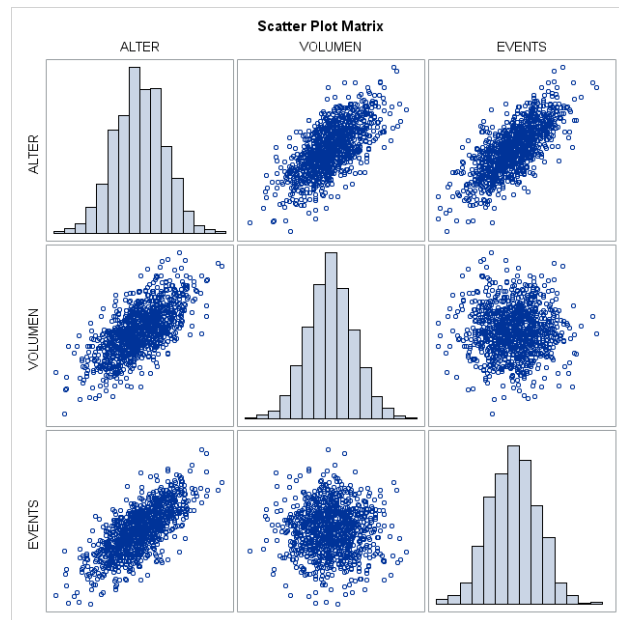 Scatter Plot Matrix
ALTER VOLUMEN EVENTS
ALTER
VOLUMEN
EVENTS